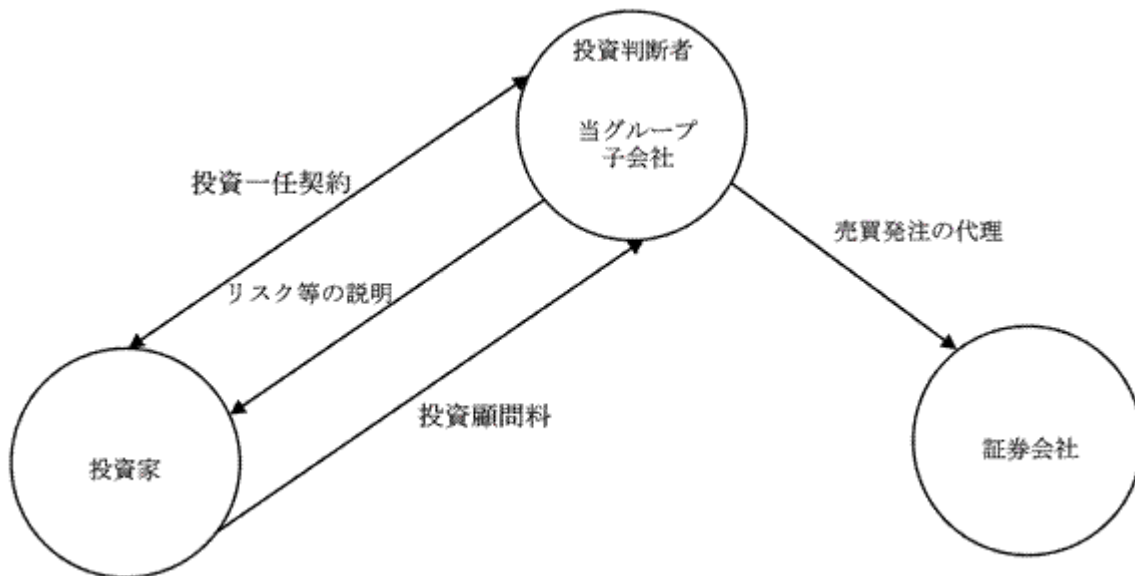 投資判断者
当グループ
子会社
投資一任契約
売買発注の代理
リスク等の説明
投資顧問料
投資家
証券会社